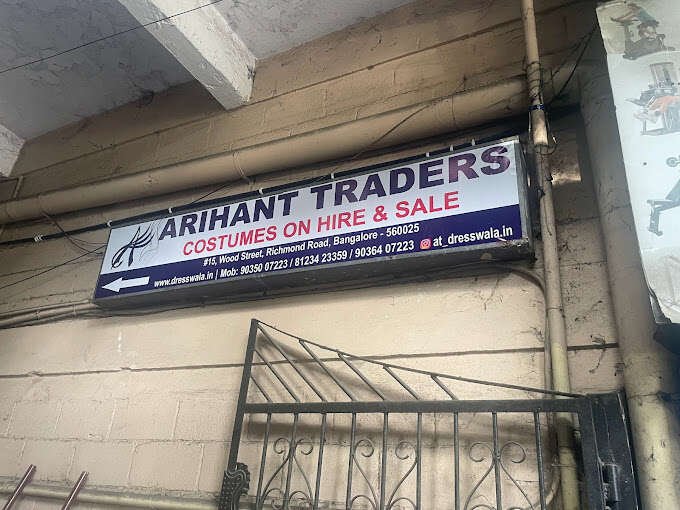 ARIHANT TRADERS
COSTUMES ON HIRE & SALE
#15, Wood Street, Richmond Road, Bangalore - 560025
www.dresswala.in | Mob: 90350 07223 / 81234 23359 / 90364 07223 at_dresswala.in